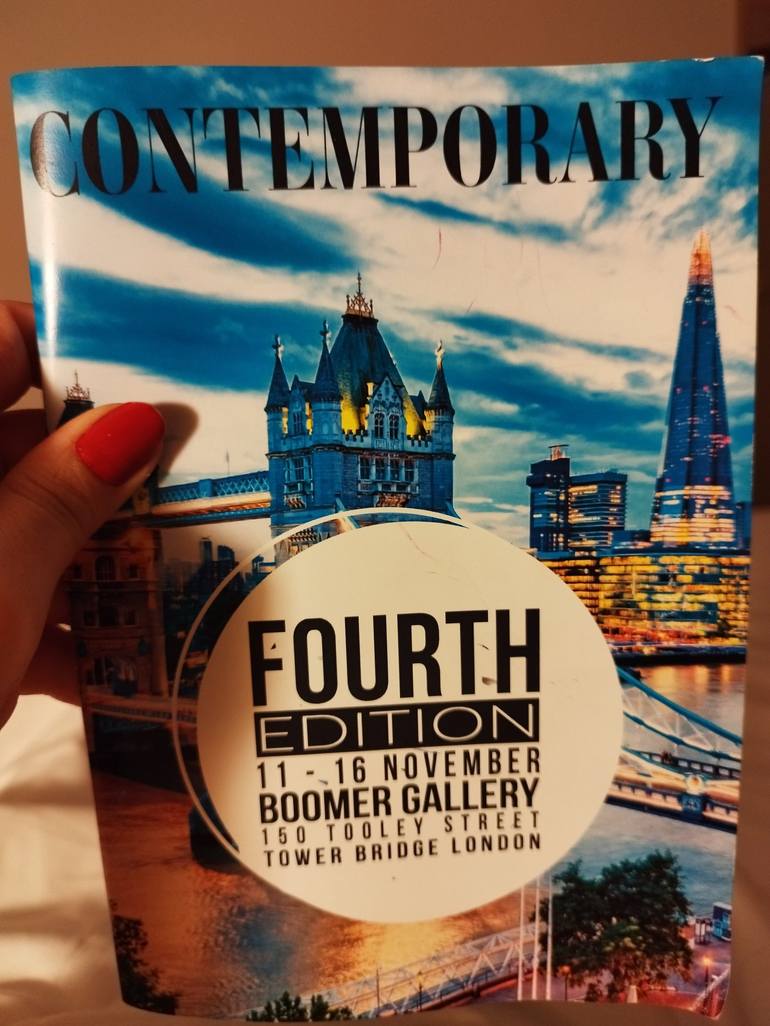 CONTEMPORARY
FOURTH
EDITION
11 - 16 NOVEMBER
BOOMER GALLERY
150 TOOLEY STREET
TOWER BRIDGE LONDON